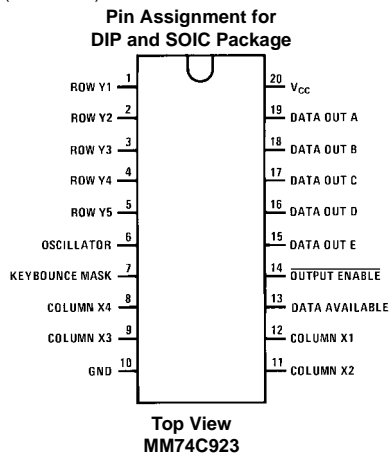 Pin Assignment for
DIP and SOIC Package
ROW Y1 1
ROW Y2 2
ROW Y3 3
ROW Y4 4
ROW Y5 5
OSCILLATOR 6
KEYBOUNCE MASK 7
COLUMN X4 8
COLUMN X3 9
GND 10
20 VCC
19 DATA OUT A
18 DATA OUT B
17 DATA OUT C
16 DATA OUT D
15 DATA OUT E
14 OUTPUT ENABLE
13 DATA AVAILABLE
12 COLUMN X1
11 COLUMN X2
Top View
MM74C923